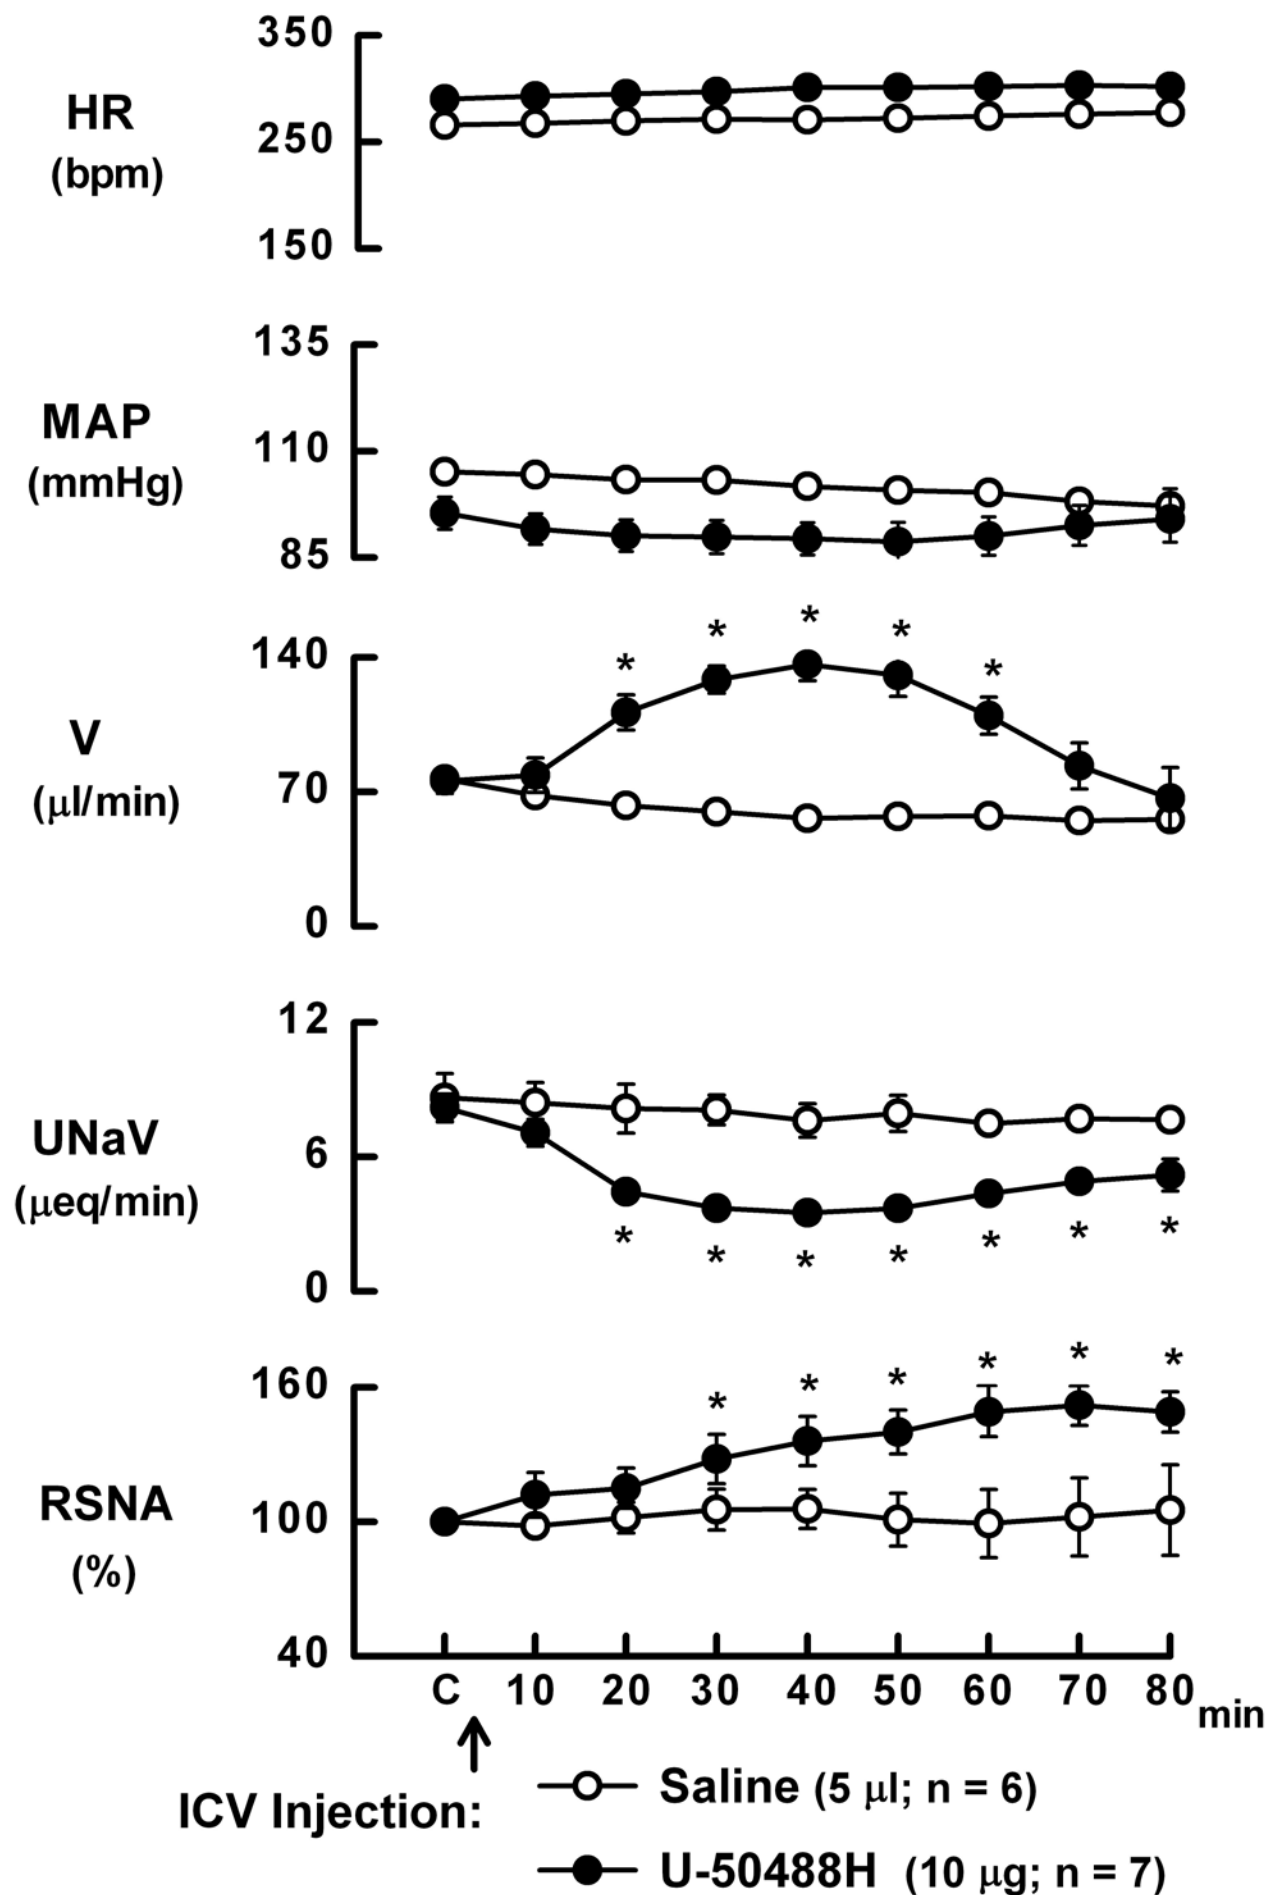 350
HR
250
(bpm)
150
135
MAP
110
(mmHg)
85
* * * * *
140
V
70
(μl/min)
0
12
UNaV
6
(μeq/min)
* * * * * * *
0
* * * * * *
160
RSNA
100
(%)
40
C 10 20 30 40 50 60 70 80 min
ICV Injection:
Saline (5 μl; n = 6)
U-50488H (10 μg; n = 7)